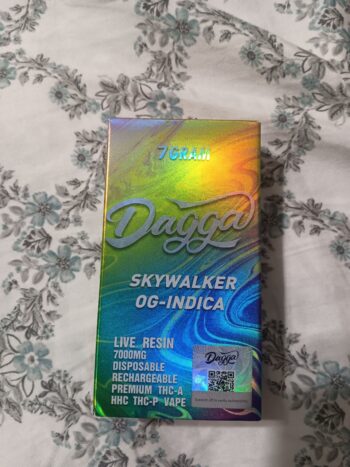 7GRAM
Dagga
SKYWALKER
OG-INDICA
LIVE RESIN
7000MG
DISPOSABLE
RECHARGEABLE
PREMIUM THC-A
HHC THC-P VAPE
Dagga